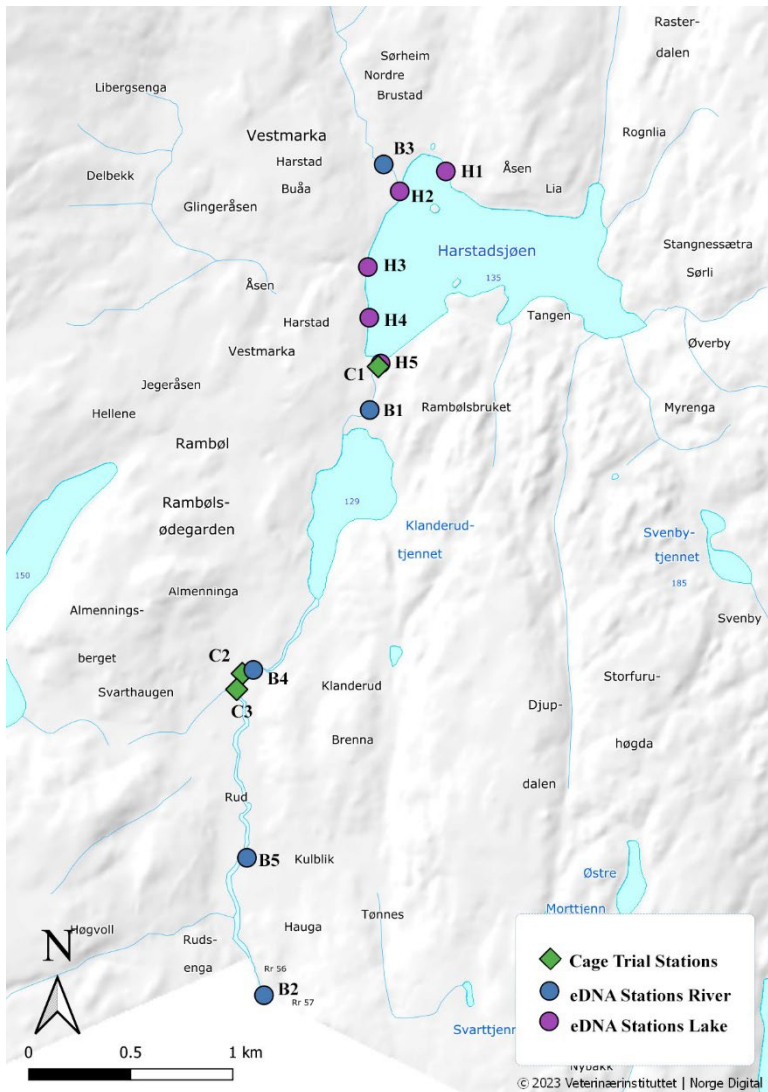 Raster-
dalen
Sørheim
Nordre
Brustad
Libergsenga
Rognlia
Vestmarka
B3
Harstad
Åsen
H1
Delbekk
Buåa
H2
Lia
Glingeråsen
Stangnessætra
Harstadsjøen
H3
Sørli
135
Åsen
Harstad
H4
Tangen
Øverby
Vestmarka
H5
C1
Jegeråsen
Hellene
B1
Rambølsbruket
Myrenga
Rambøl
Rambøls-
ødegarden
129
Klanderud-
tjennet
Svenby-
tjennet
150
185
Almenninga
Almennings-
berget
Svenby
C2
B4
Svarthaugen
C3
Klanderud
Storfuru-
høgda
Djup-
dalen
Brenna
Rud
B5
Kulblik
Østre
Morttjenn
Tønnes
Høgvoll
Hauga
Ruds-
enga
N
Rr 56
B2
Rr 57
Svarttjenn
Nybakk
Cage Trial Stations
eDNA Stations River
eDNA Stations Lake
0 0.5 1 km
© 2023 Veterinærinstituttet | Norge Digital